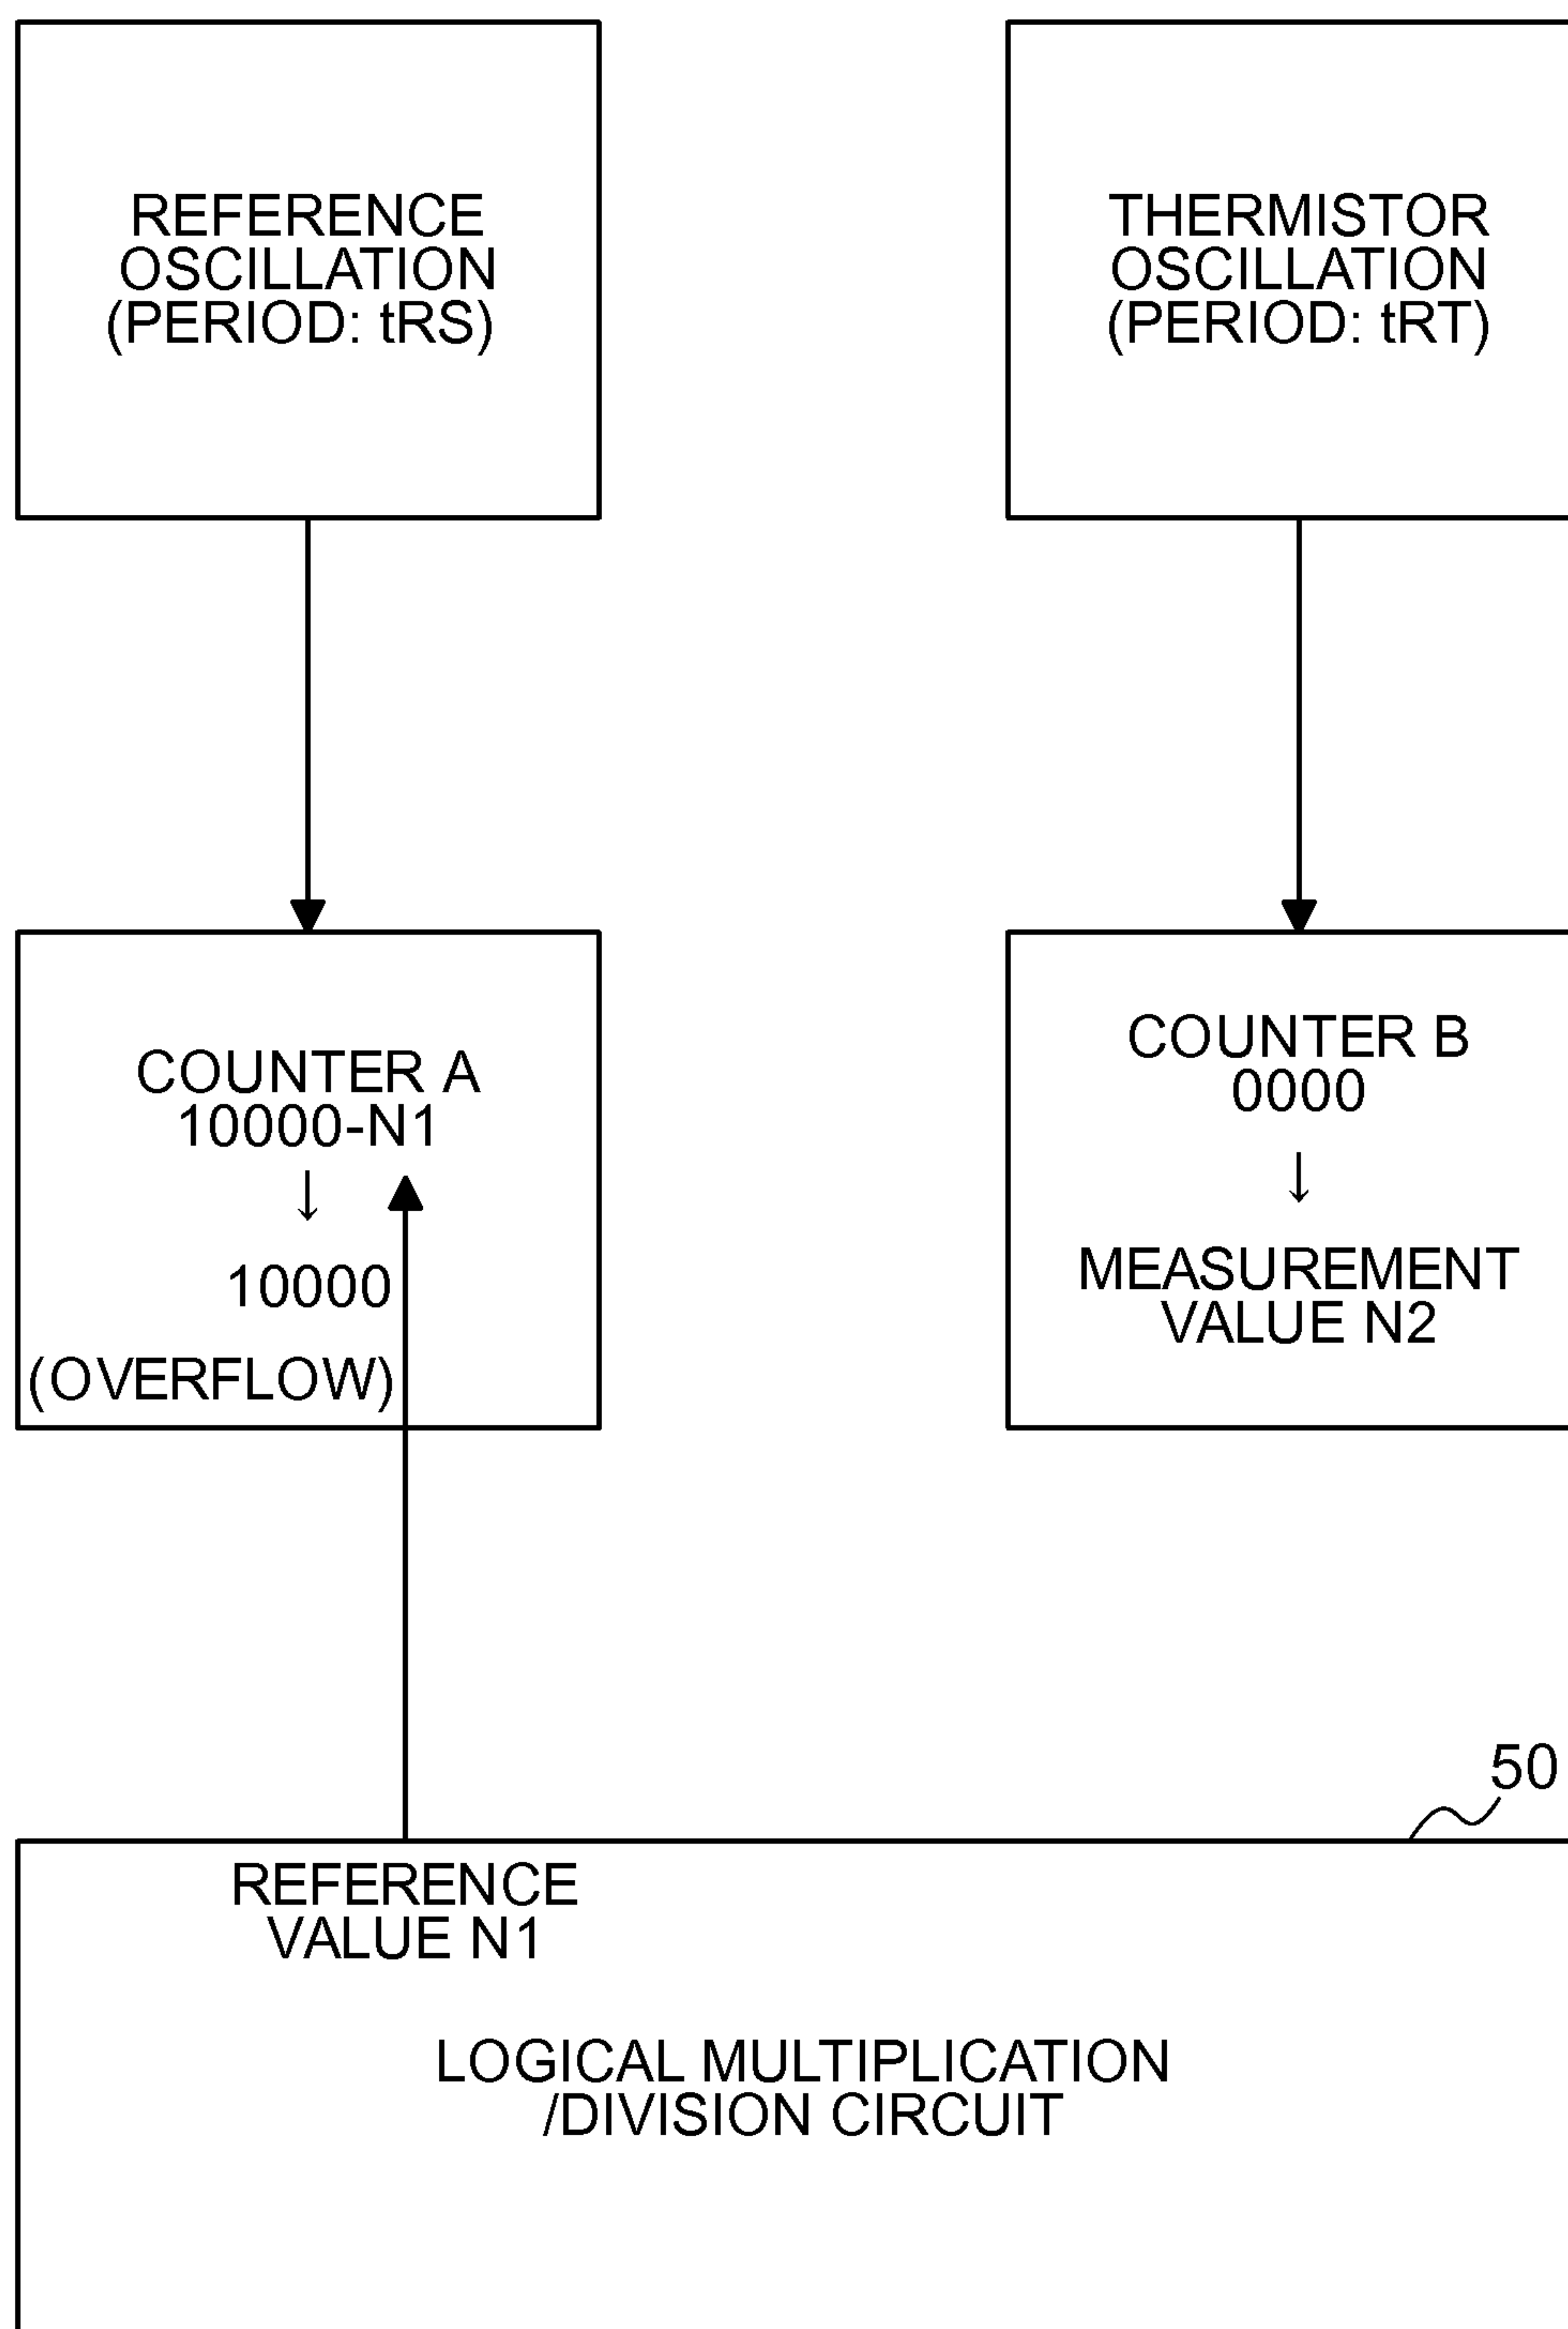 REFERENCE
OSCILLATION
(PERIOD: tRS)
THERMISTOR
OSCILLATION
(PERIOD: tRT)
COUNTER A
10000-N1
↓
10000
(OVERFLOW)
COUNTER B
0000
↓
MEASUREMENT
VALUE N2
50
REFERENCE
VALUE N1
LOGICAL MULTIPLICATION
/DIVISION CIRCUIT